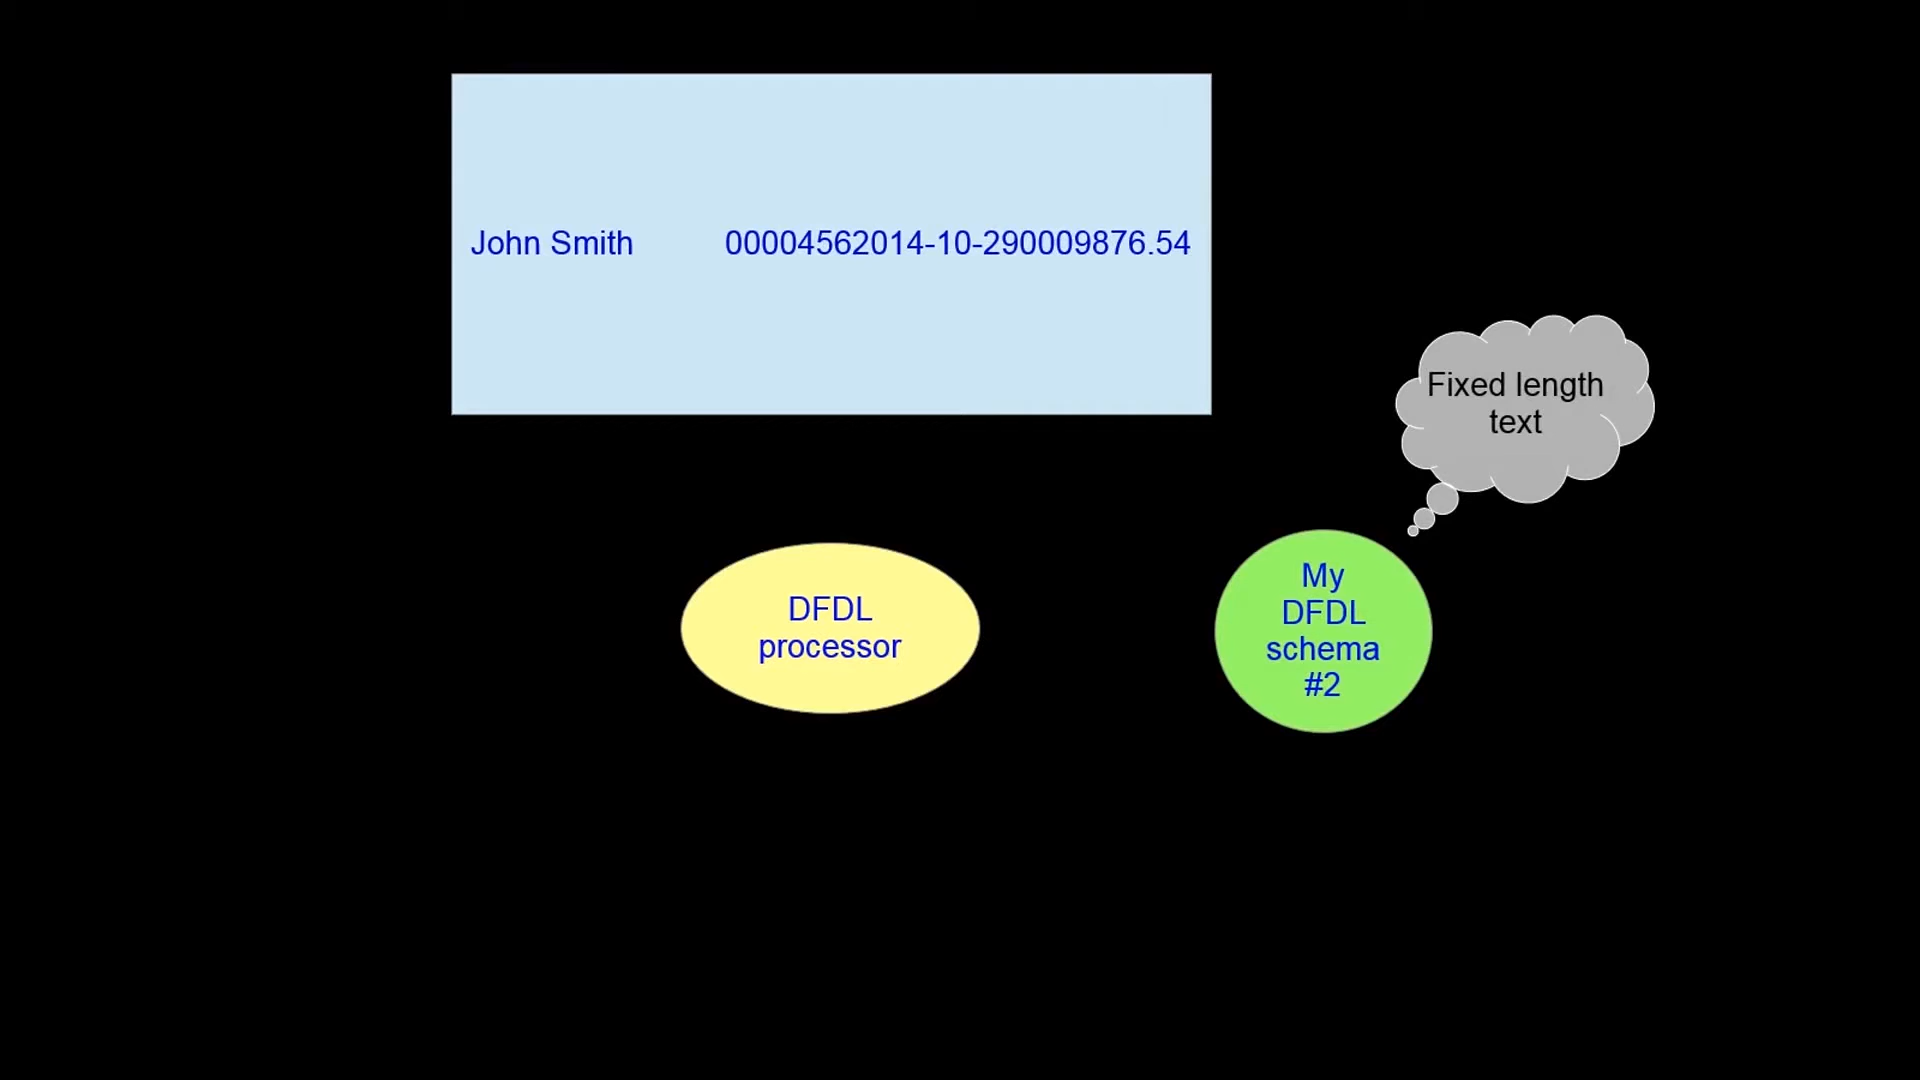 John Smith 00004562014-10-290009876.54
Fixed length
text
DFDL
processor
My
DFDL
schema
#2